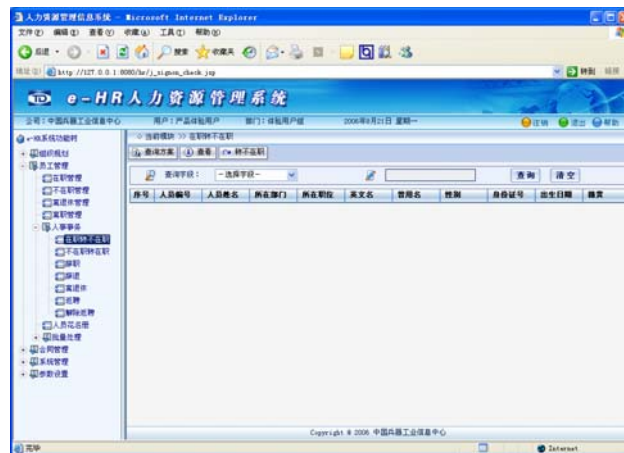 人力资源管理信息系统 - Microsoft Internet Explorer
文件(F) 编辑(E) 查看(V) 收藏(A) 工具(T) 帮助(H)
后退 搜索 收藏夹
地址(D) http://127.0.0.1:8080/hr/j_signon_check.jsp 转到 链接
e-HR人力资源管理系统
公司：中国兵器工业信息中心 用户：产品体验用户 部门：体验用户组 2006年8月21日 星期一 注销 退出 帮助
e-HR系统功能树
组织规划
员工管理
在职管理
不在职管理
离退休管理
离职管理
人事事务
在职转不在职
不在职转在职
辞职
辞退
离退休
返聘
解除返聘
人员花名册
批量处理
合同管理
系统管理
参数设置
当前模块 >> 在职转不在职
查询方案 查看 转不在职
查询字段： --选择字段-- 查询 清空
序号 人员编号 人员姓名 所在部门 所在职位 英文名 曾用名 性别 身份证号 出生日期 籍贯
Copyright © 2006 中国兵器工业信息中心
完毕 Internet